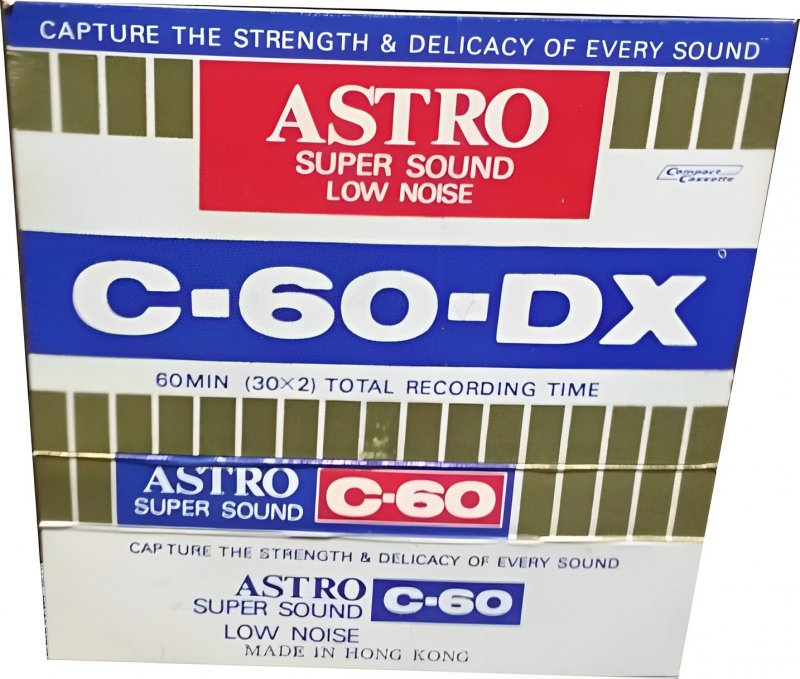 CAPTURE THE STRENGTH & DELICACY OF EVERY SOUND
ASTRO
SUPER SOUND
LOW NOISE
Compact
Cassette
C-60-DX
60MIN (30×2) TOTAL RECORDING TIME
ASTRO
SUPER SOUND
C-60
CAPTURE THE STRENGTH & DELICACY OF EVERY SOUND
ASTRO
SUPER SOUND
C-60
LOW NOISE
MADE IN HONG KONG